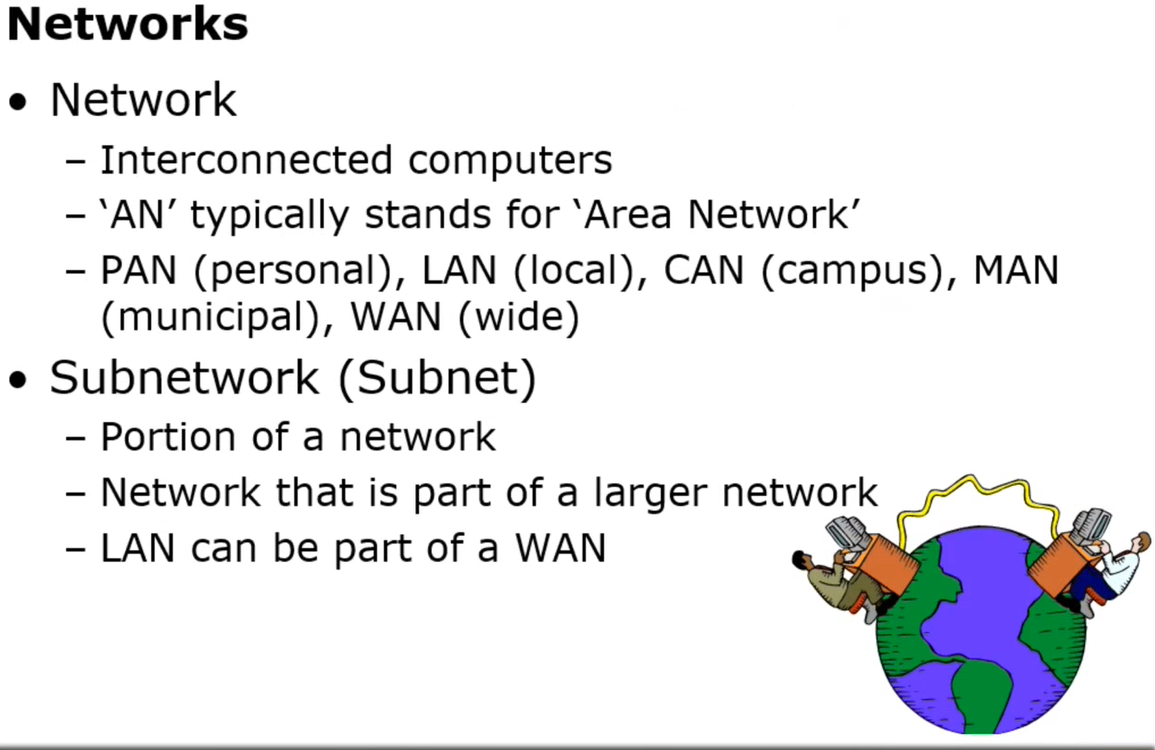 Networks
• Network
– Interconnected computers
– ‘AN’ typically stands for ‘Area Network’
– PAN (personal), LAN (local), CAN (campus), MAN
(municipal), WAN (wide)
• Subnetwork (Subnet)
– Portion of a network
– Network that is part of a larger network
– LAN can be part of a WAN